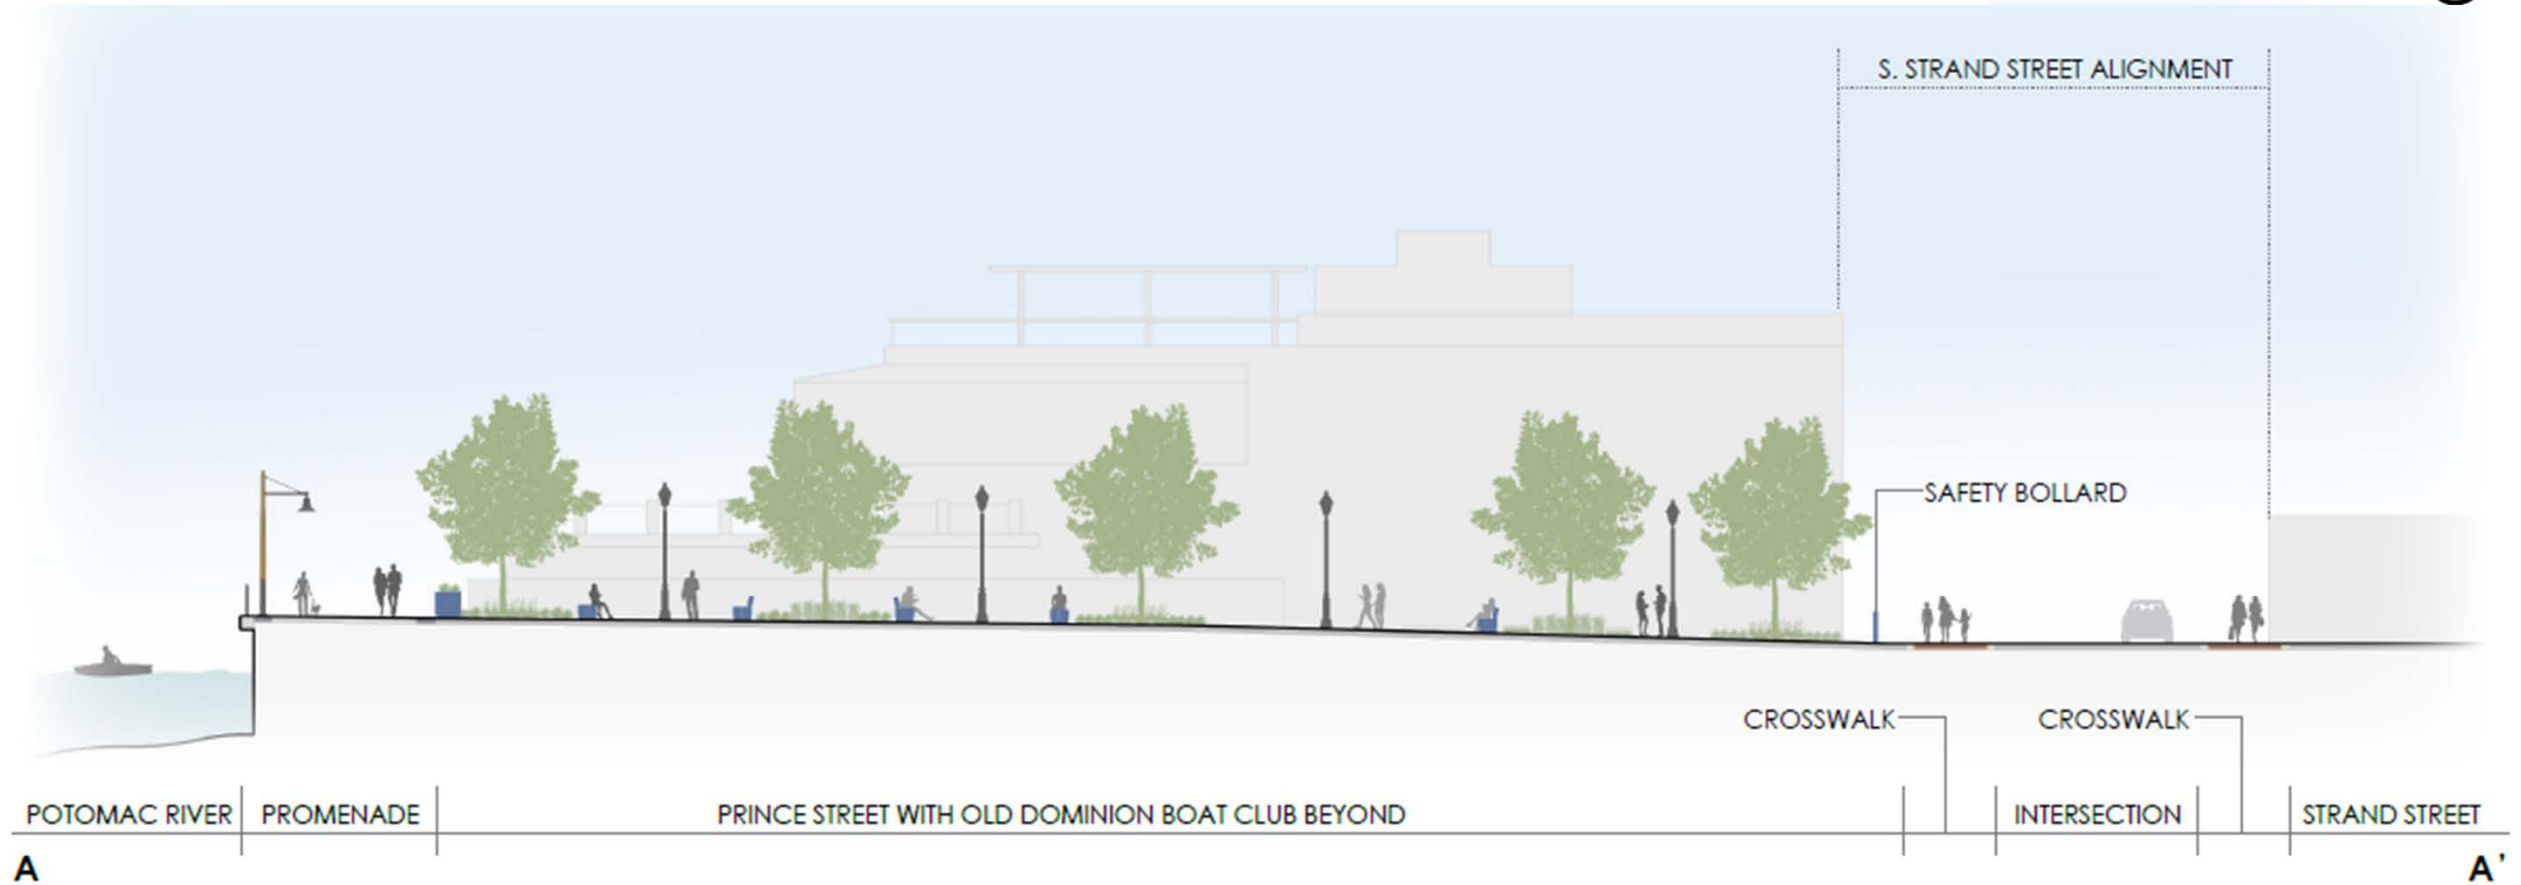 S. STRAND STREET ALIGNMENT
SAFETY BOLLARD
CROSSWALK
CROSSWALK
POTOMAC RIVER
PROMENADE
PRINCE STREET WITH OLD DOMINION BOAT CLUB BEYOND
INTERSECTION
STRAND STREET
A
A'